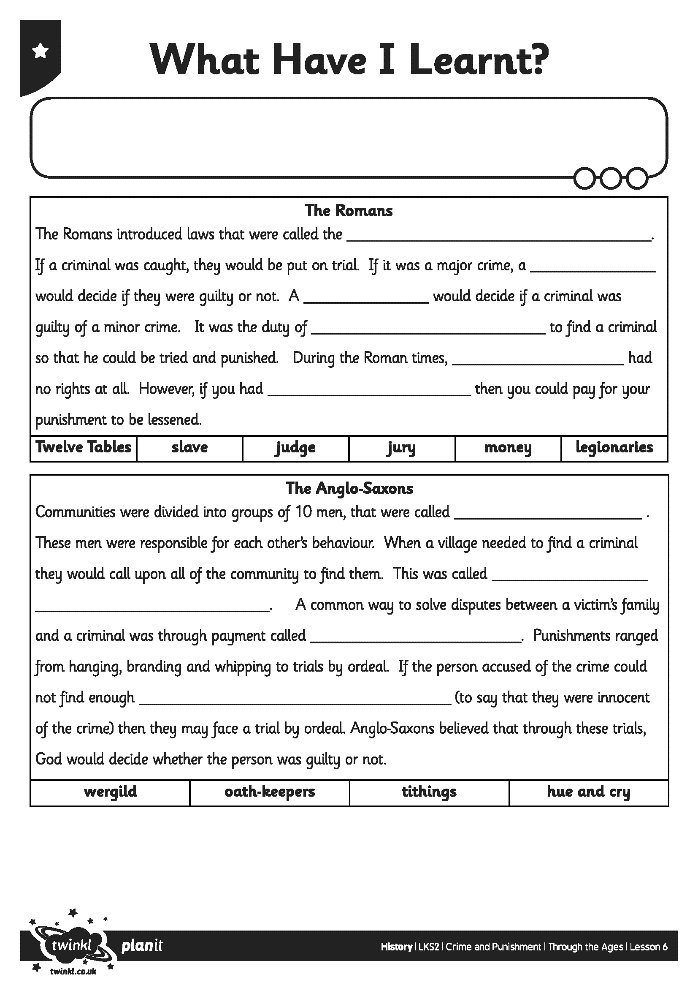 What Have I Learnt?
The Romans
The Romans introduced laws that were called the ______________________________.
If a criminal was caught, they would be put on trial. If it was a major crime, a ____________
would decide if they were guilty or not. A ____________ would decide if a criminal was
guilty of a minor crime. It was the duty of ______________________ to find a criminal
so that he could be tried and punished. During the Roman times, ________________ had
no rights at all. However, if you had ___________________ then you could pay for your
punishment to be lessened.
Twelve Tables slave judge jury money legionaries
The Anglo-Saxons
Communities were divided into groups of 10 men, that were called __________________ .
These men were responsible for each other's behaviour. When a village needed to find a criminal
they would call upon all of the community to find them. This was called _______________
______________________. A common way to solve disputes between a victim's family
and a criminal was through payment called ____________________. Punishments ranged
from hanging, branding and whipping to trials by ordeal. If the person accused of the crime could
not find enough ______________________________ (to say that they were innocent
of the crime) then they may face a trial by ordeal. Anglo-Saxons believed that through these trials,
God would decide whether the person was guilty or not.
wergild oath-keepers tithings hue and cry
twinkl planit History | LKS2 | Crime and Punishment | Through the Ages | Lesson 6
twinkl.co.uk